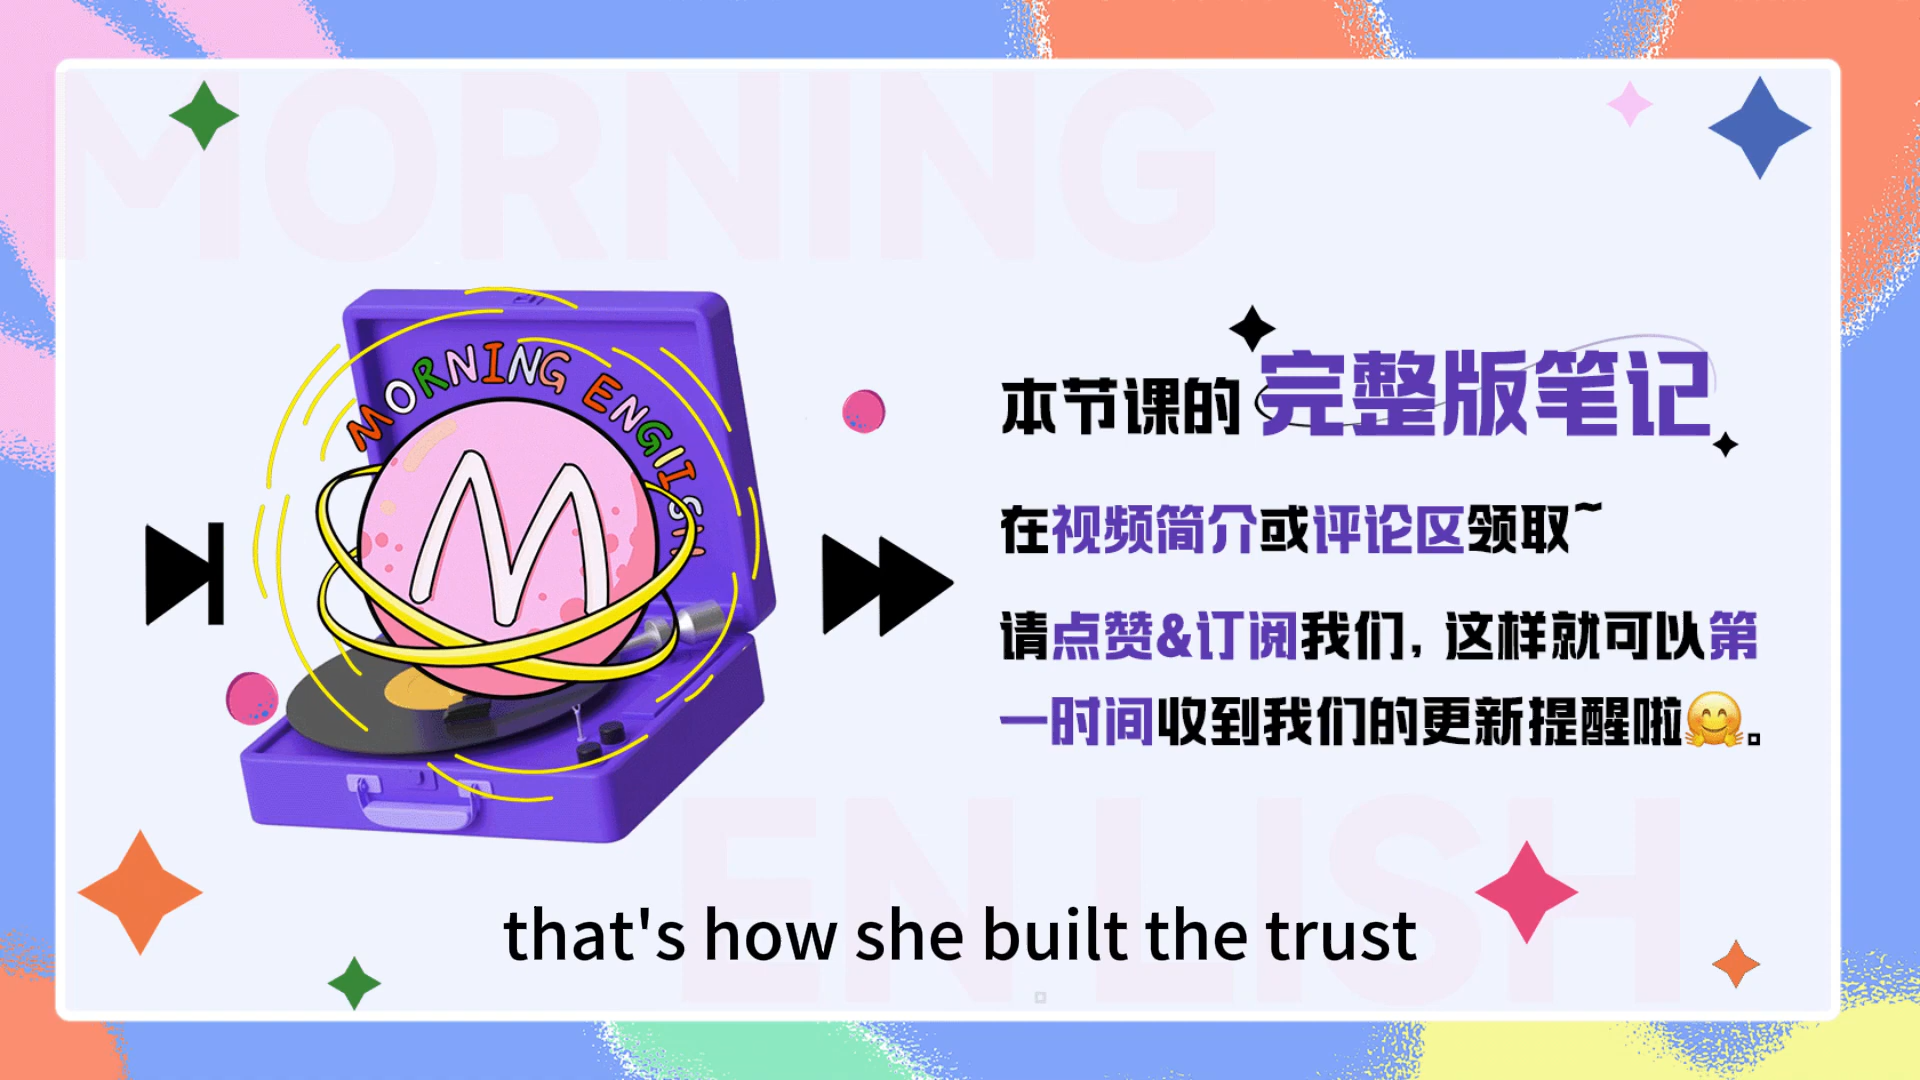 MORNING
MORNING ENGLISH
M
本节课的完整版笔记
在视频简介或评论区领取~
请点赞&订阅我们，这样就可以第
一时间收到我们的更新提醒啦🤗。
EN LISH
that's how she built the trust